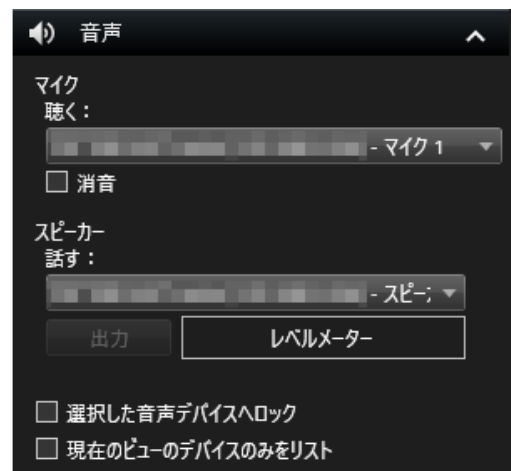 音声
マイク
聴く：
- マイク 1
消音
スピーカー
話す：
- スピー
出力
レベルメーター
選択した音声デバイスへロック
現在のビューのデバイスのみをリスト